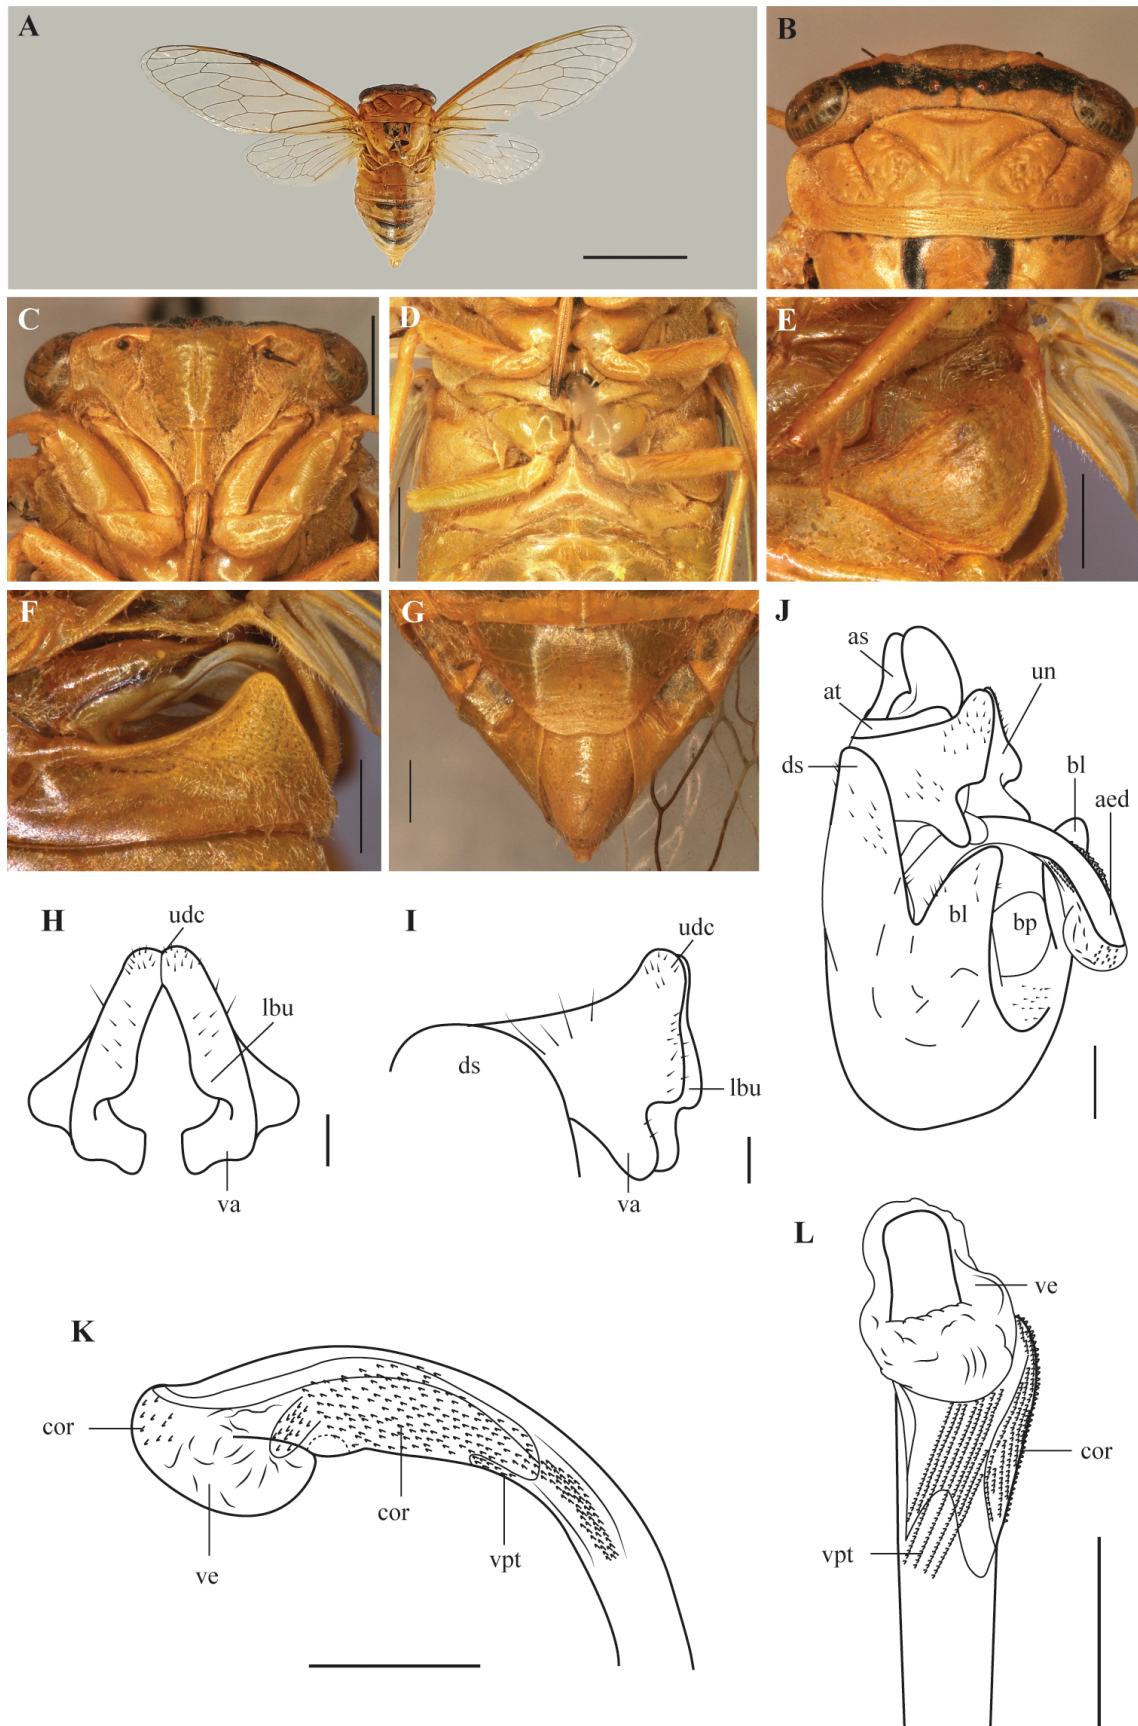 A
B
C
D
E
F
G
J
as
at
un
ds
bl
aed
bl
bp
H
udc
lbu
va
I
udc
ds
lbu
va
L
ve
cor
vpt
K
cor
cor
vpt
ve